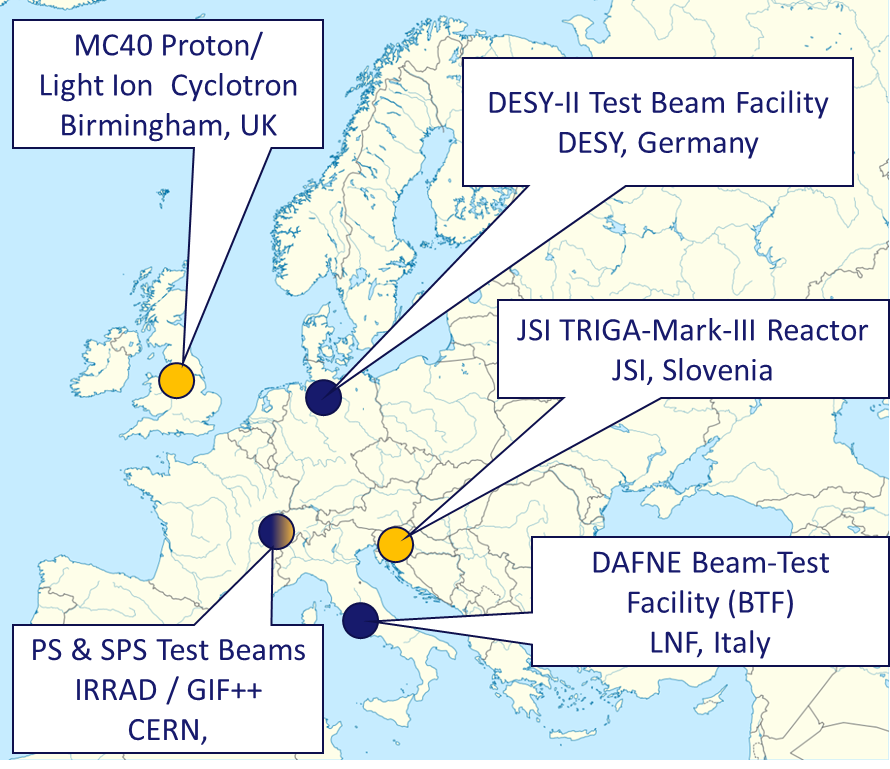 MC40 Proton/
Light Ion Cyclotron
Birmingham, UK
DESY-II Test Beam Facility
DESY, Germany
JSI TRIGA-Mark-III Reactor
JSI, Slovenia
DAFNE Beam-Test
Facility (BTF)
LNF, Italy
PS & SPS Test Beams
IRRAD / GIF++
CERN,